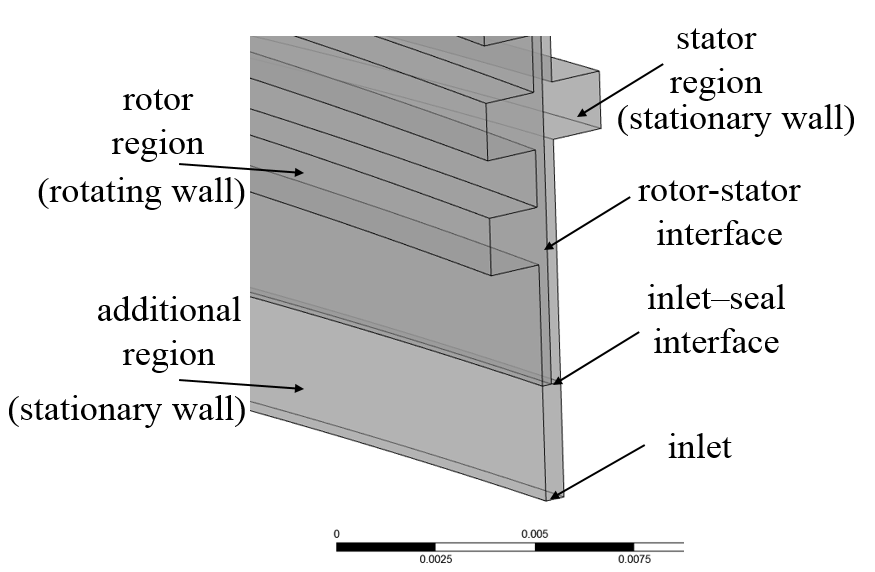 stator
region
(stationary wall)
rotor
region
(rotating wall)
rotor-stator
interface
inlet–seal
interface
additional
region
(stationary wall)
inlet
0
0.005
0.0025
0.0075